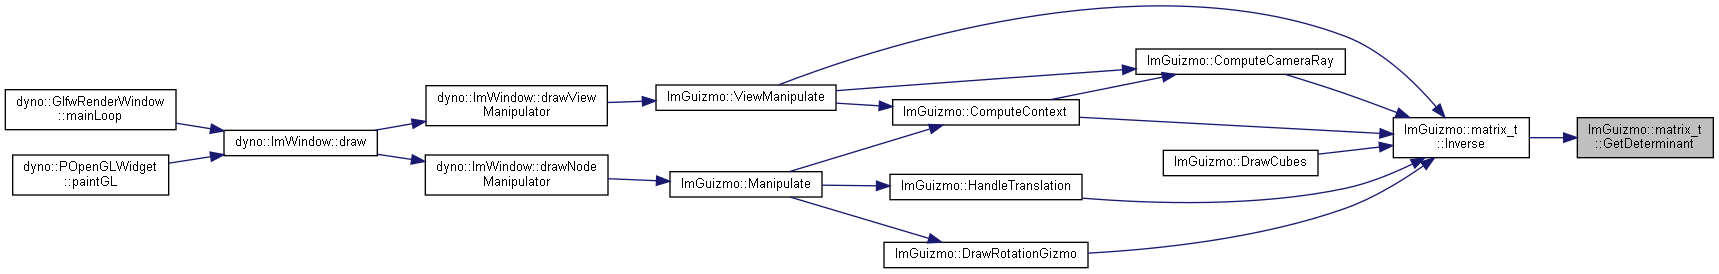 dyno::GlfwRenderWindow
::mainLoop
dyno::POpenGLWidget
::paintGL
dyno::ImWindow::draw
dyno::ImWindow::drawView
Manipulator
dyno::ImWindow::drawNode
Manipulator
ImGuizmo::ViewManipulate
ImGuizmo::Manipulate
ImGuizmo::ComputeCameraRay
ImGuizmo::ComputeContext
ImGuizmo::DrawCubes
ImGuizmo::HandleTranslation
ImGuizmo::DrawRotationGizmo
ImGuizmo::matrix_t
::Inverse
ImGuizmo::matrix_t
::GetDeterminant